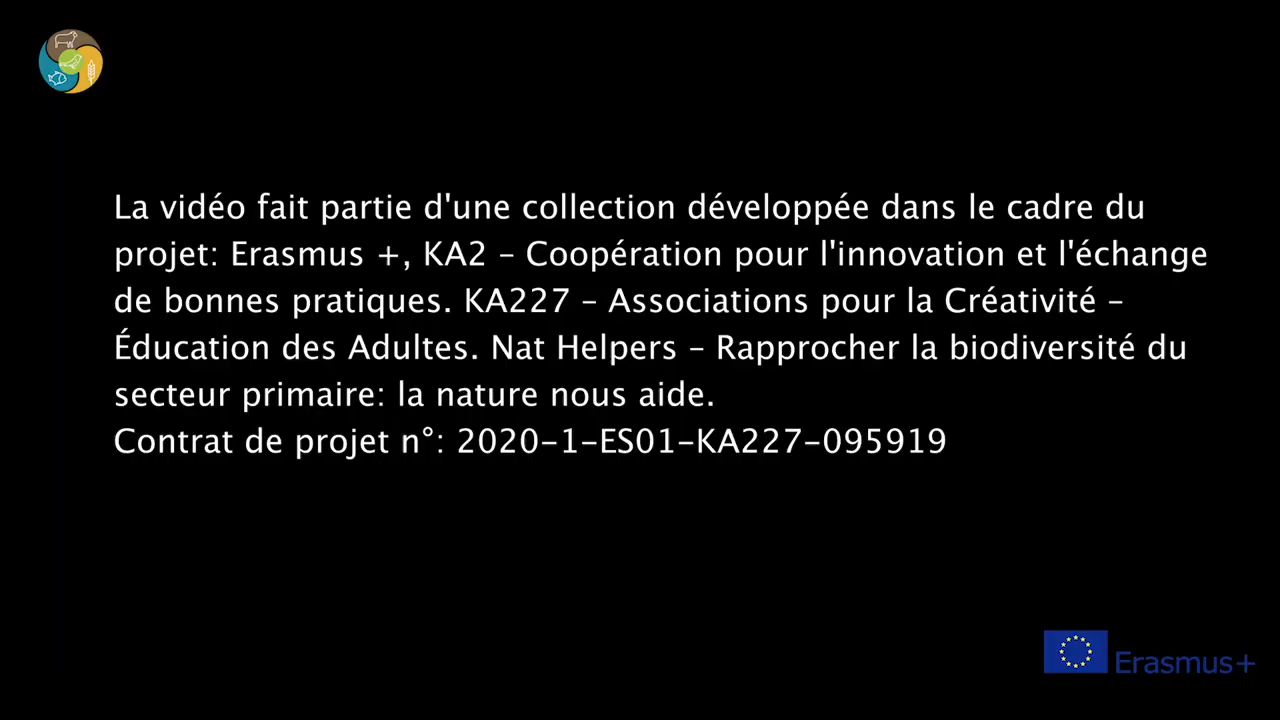 La vidéo fait partie d'une collection développée dans le cadre du
projet: Erasmus +, KA2 – Coopération pour l'innovation et l'échange
de bonnes pratiques. KA227 – Associations pour la Créativité –
Éducation des Adultes. Nat Helpers – Rapprocher la biodiversité du
secteur primaire: la nature nous aide.
Contrat de projet n°: 2020-1-ES01-KA227-095919
Erasmus+